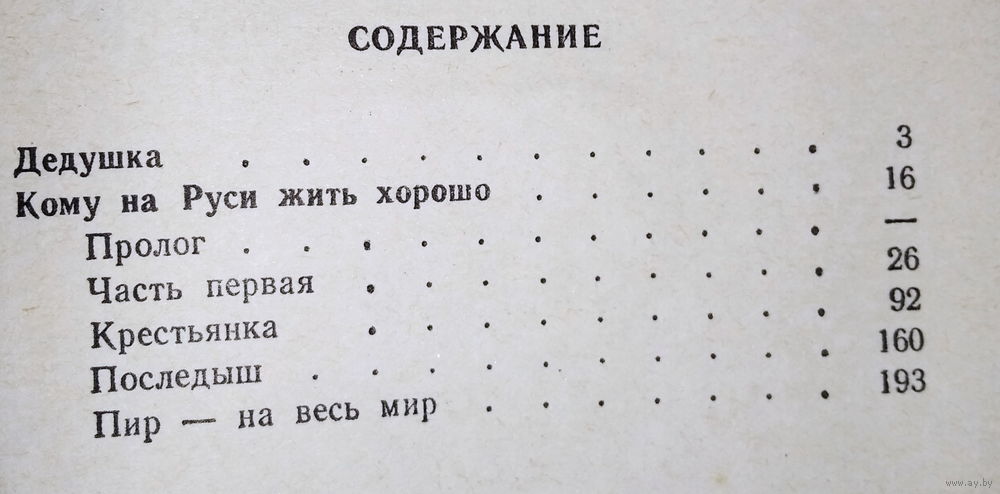 СОДЕРЖАНИЕ
Дедушка . . . . . . . . . . . 3
Кому на Руси жить хорошо . . . . . . 16
Пролог . . . . . . . . . . . —
Часть первая . . . . . . . . . 26
Крестьянка . . . . . . . . . 92
Последыш . . . . . . . . . . 160
Пир — на весь мир . . . . . . . 193
www.ay.by